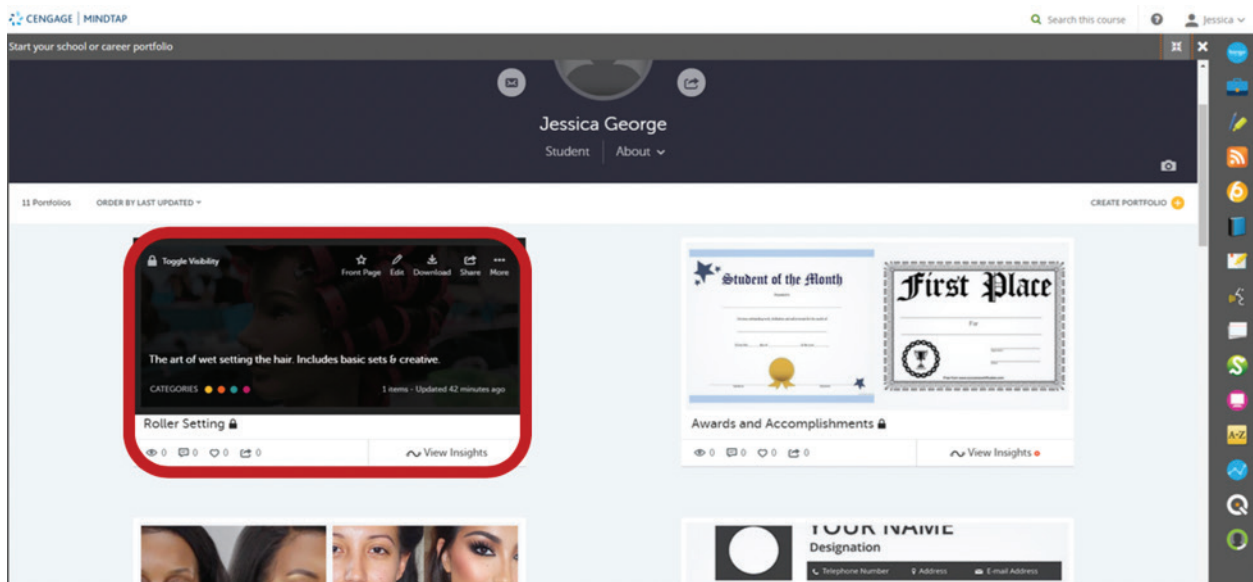 CENGAGE | MINDTAP
Search this course
Jessica
Start your school or career portfolio
Jessica George
Student | About
11 Portfolios ORDER BY LAST UPDATED
CREATE PORTFOLIO
Toggle Visibility
Front Page Edit Download Share More
The art of wet setting the hair. Includes basic sets & creative.
CATEGORIES
1 items - Updated 42 minutes ago
Roller Setting
0 0 0 0
View Insights
Student of the Month
First Place
For
Awards and Accomplishments
0 0 0 0
View Insights
YOUR NAME
Designation
Telephone Number Address E-mail Address
A-Z